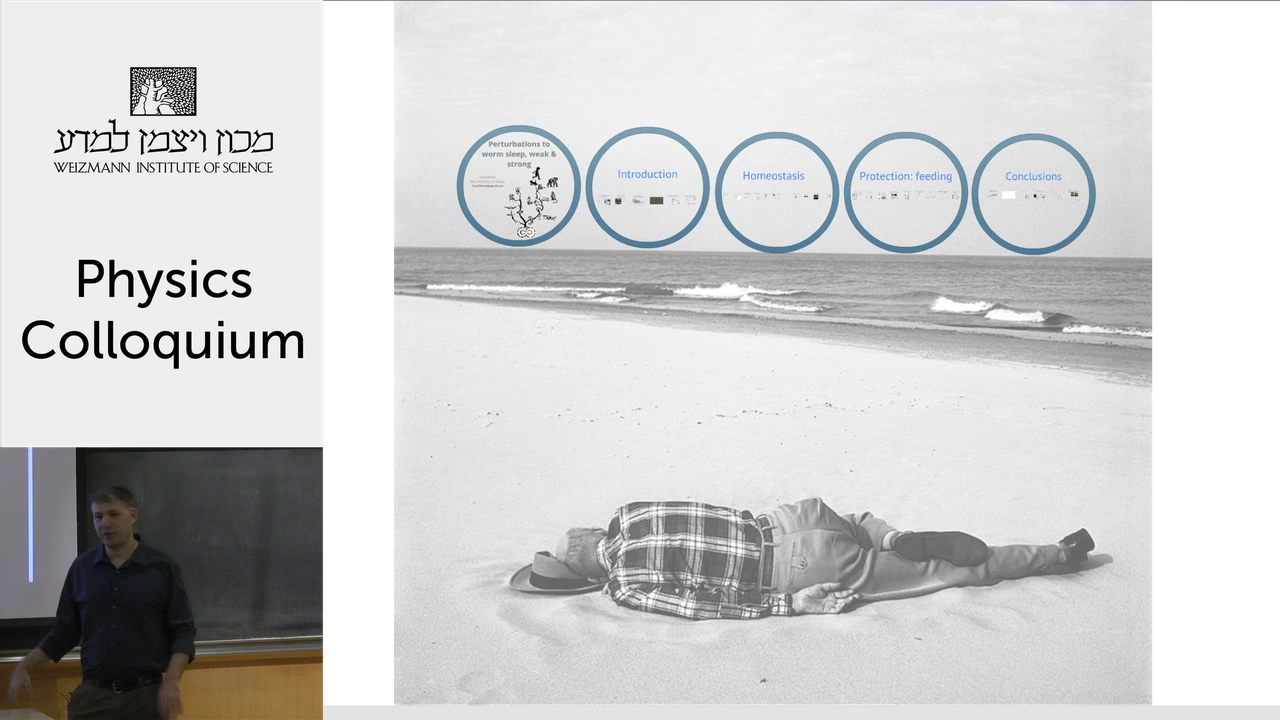 מכון ויצמן למדע
WEIZMANN INSTITUTE OF SCIENCE
Physics
Colloquium
Perturbations to
worm sleep, weak &
strong
Introduction
Homeostasis
Protection: feeding
Conclusions